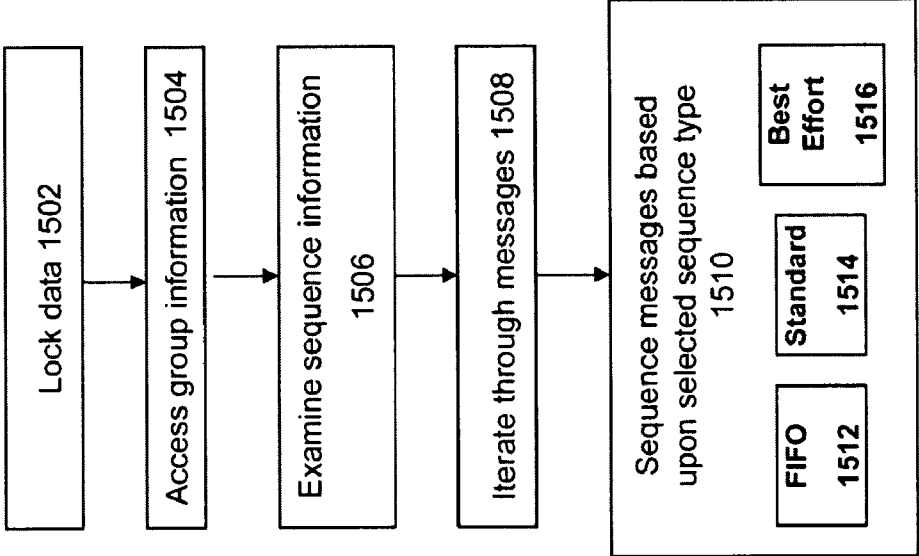 Lock data 1502
Access group information 1504
Examine sequence information
1506
Iterate through messages 1508
Sequence messages based
upon selected sequence type
1510
FIFO
1512
Standard
1514
Best
Effort
1516